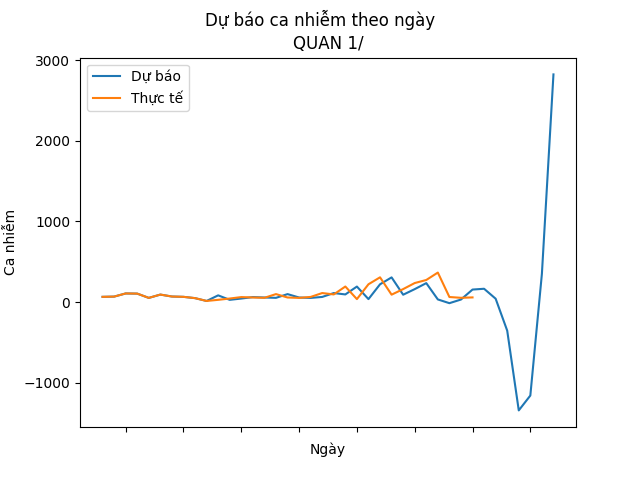 Dự báo ca nhiễm theo ngày
QUAN 1/
Dự báo
Thực tế
3000
2000
1000
0
−1000
Ca nhiễm
Ngày